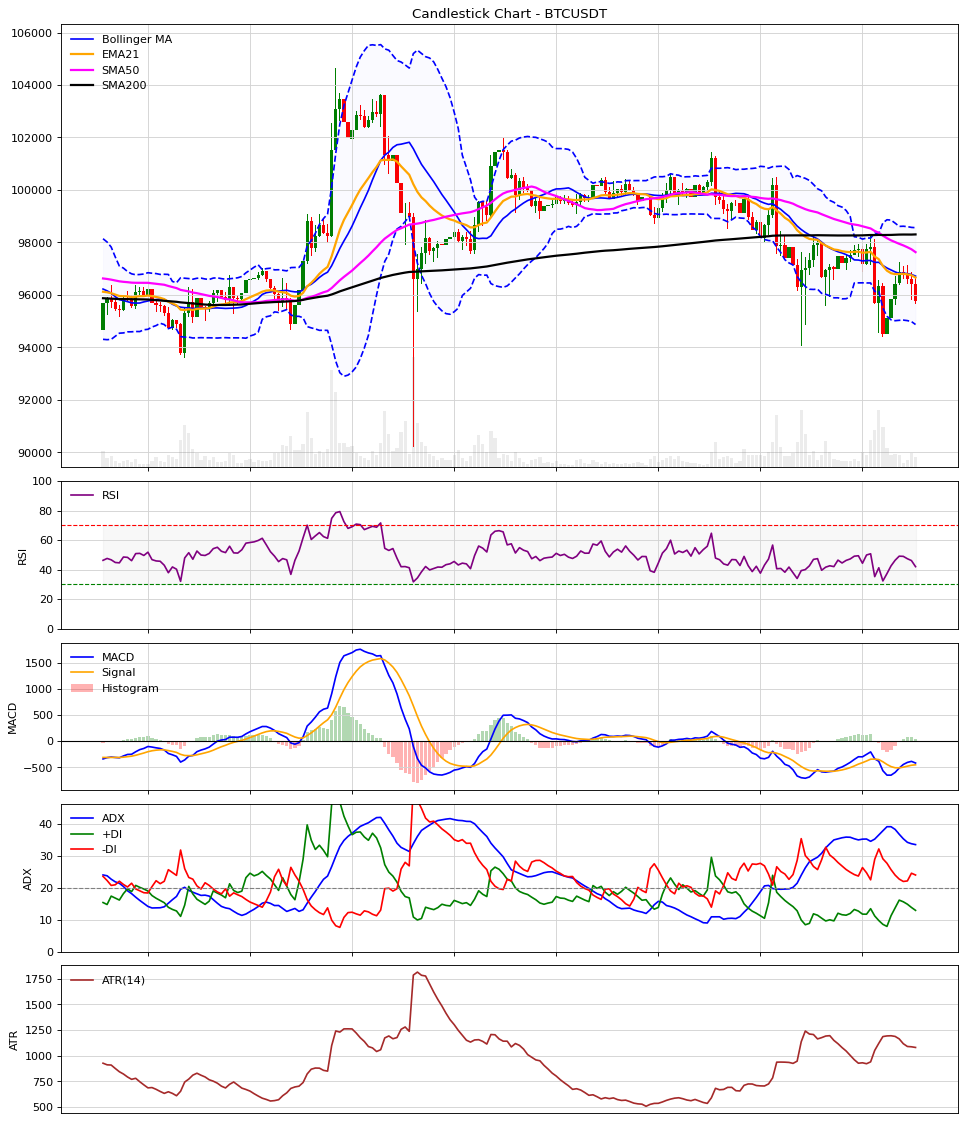 Candlestick Chart - BTCUSDT
106000
104000
102000
100000
98000
96000
94000
92000
90000
Bollinger MA
EMA21
SMA50
SMA200
100
80
60
40
20
0
RSI
RSI
1500
1000
500
0
−500
MACD
MACD
Signal
Histogram
40
30
20
10
0
ADX
ADX
+DI
-DI
1750
1500
1250
1000
750
500
ATR
ATR(14)